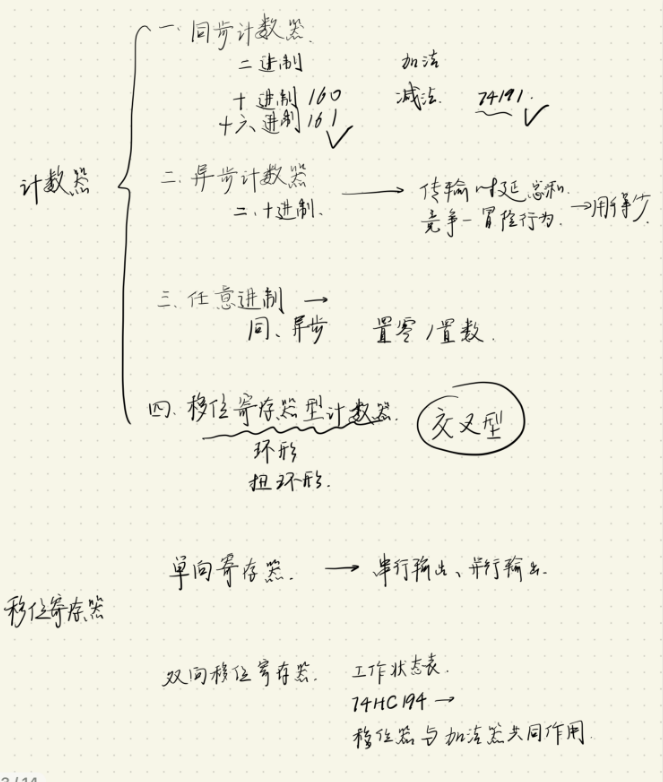 一. 同步计数器.
二进制 加法
十进制 160 减法. 74191.
十六进制 161
计数器
二. 异步计数器 → 传输时延总和.
二.十进制. 竞争-冒险行为. →用得少.
三. 任意进制 →
同、异步 置零/置数.
四. 移位寄存器型计数器. 交叉型
环形
扭环形.
单向寄存器. → 串行输出、并行输出.
移位寄存器
双向移位寄存器. 工作状态表.
74HC194 →
移位器与加法器共同作用.
2/14